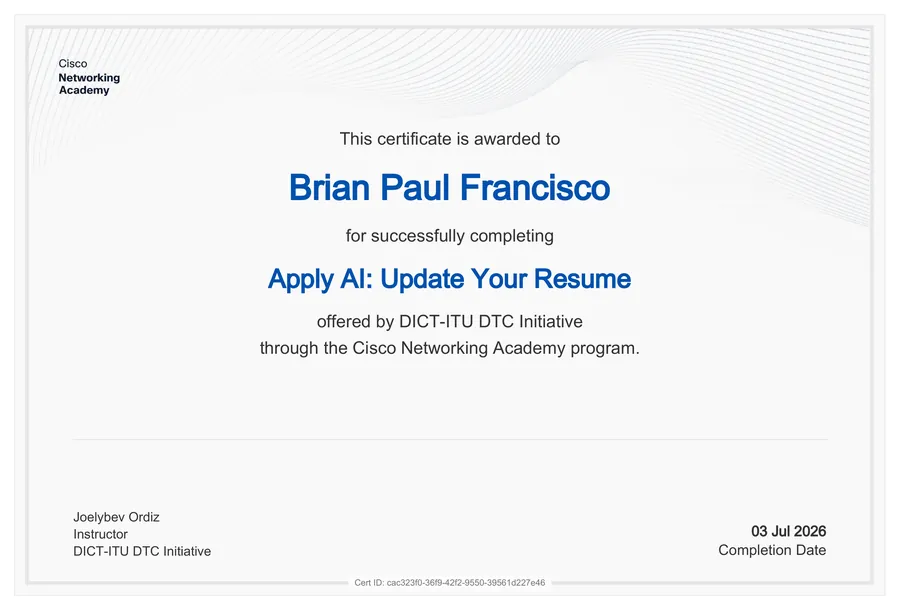 Cisco
Networking
Academy
This certificate is awarded to
Brian Paul Francisco
for successfully completing
Apply AI: Update Your Resume
offered by DICT-ITU DTC Initiative
through the Cisco Networking Academy program.
Joelybev Ordiz
Instructor
DICT-ITU DTC Initiative
03 Jul 2026
Completion Date
Cert ID: cac323f0-36f9-42f2-9550-39561d227e46